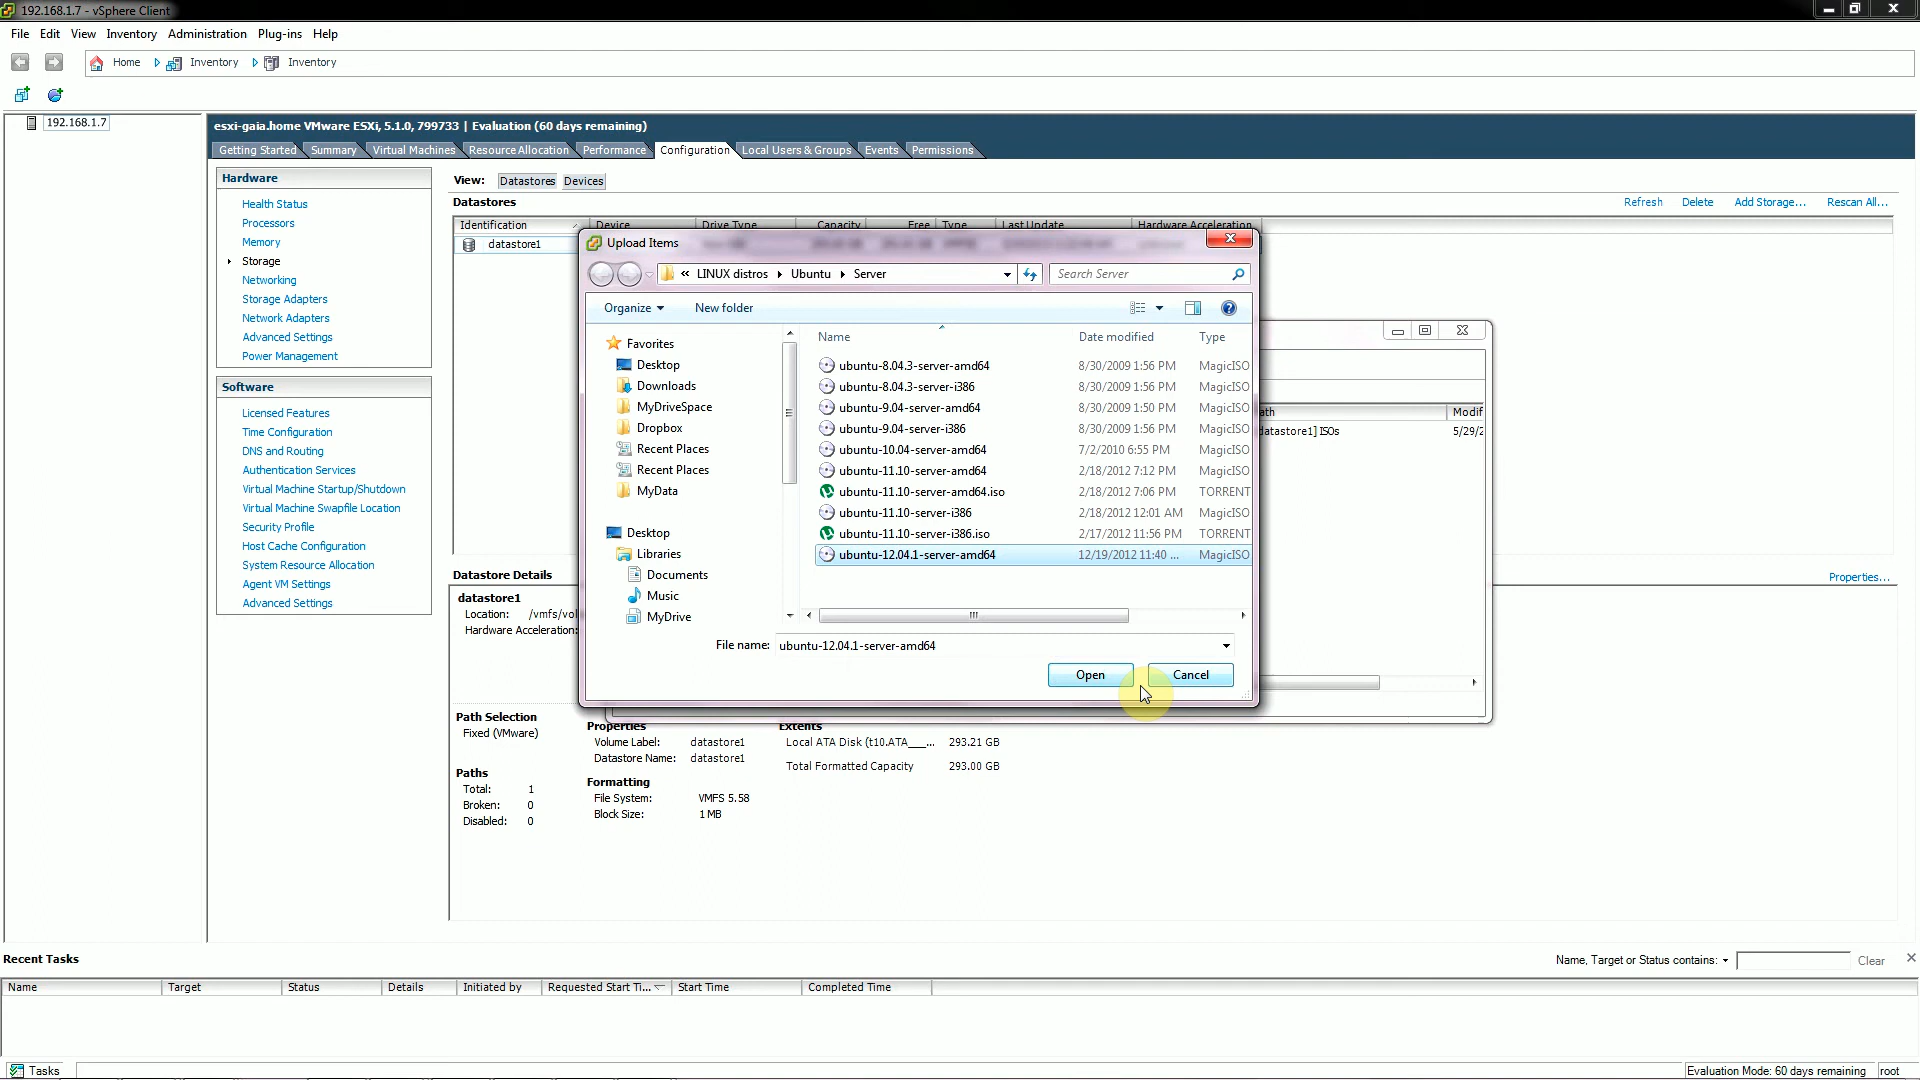 192.168.1.7 - vSphere Client
File Edit View Inventory Administration Plug-ins Help
Home Inventory Inventory
192.168.1.7
esxi-gaia.home VMware ESXi, 5.1.0, 799733 | Evaluation (60 days remaining)
Getting Started Summary Virtual Machines Resource Allocation Performance Configuration Local Users & Groups Events Permissions
Hardware
Health Status
Processors
Memory
Storage
Networking
Storage Adapters
Network Adapters
Advanced Settings
Power Management
Software
Licensed Features
Time Configuration
DNS and Routing
Authentication Services
Virtual Machine Startup/Shutdown
Virtual Machine Swapfile Location
Security Profile
Host Cache Configuration
System Resource Allocation
Agent VM Settings
Advanced Settings
View: Datastores Devices
Datastores
Refresh Delete Add Storage... Rescan All...
Identification Device Drive Type Capacity Free Type Last Update Hardware Acceleration
datastore1
Upload Items
« LINUX distros Ubuntu Server
Search Server
Organize New folder
Favorites
Desktop
Downloads
MyDriveSpace
Dropbox
Recent Places
Recent Places
MyData
Desktop
Libraries
Documents
Music
MyDrive
Name Date modified Type
ubuntu-8.04.3-server-amd64 8/30/2009 1:56 PM MagicISO
ubuntu-8.04.3-server-i386 8/30/2009 1:56 PM MagicISO
ubuntu-9.04-server-amd64 8/30/2009 1:50 PM MagicISO
ubuntu-9.04-server-i386 8/30/2009 1:56 PM MagicISO
ubuntu-10.04-server-amd64 7/2/2010 6:55 PM MagicISO
ubuntu-11.10-server-amd64 2/18/2012 7:12 PM MagicISO
ubuntu-11.10-server-amd64.iso 2/18/2012 7:06 PM TORRENT
ubuntu-11.10-server-i386 2/18/2012 12:01 AM MagicISO
ubuntu-11.10-server-i386.iso 2/17/2012 11:56 PM TORRENT
ubuntu-12.04.1-server-amd64 12/19/2012 11:40 ... MagicISO
File name: ubuntu-12.04.1-server-amd64
Open Cancel
ath Modif
datastore1] ISOs 5/29/2
Datastore Details
Properties...
datastore1
Location: /vmfs/vol
Hardware Acceleration:
Path Selection
Fixed (VMware)
Paths
Total: 1
Broken: 0
Disabled: 0
Properties
Volume Label: datastore1
Datastore Name: datastore1
Formatting
File System: VMFS 5.58
Block Size: 1 MB
Extents
Local ATA Disk (t10.ATA___... 293.21 GB
Total Formatted Capacity 293.00 GB
Recent Tasks
Name, Target or Status contains: Clear
Name Target Status Details Initiated by Requested Start Ti... Start Time Completed Time
Tasks
Evaluation Mode: 60 days remaining root